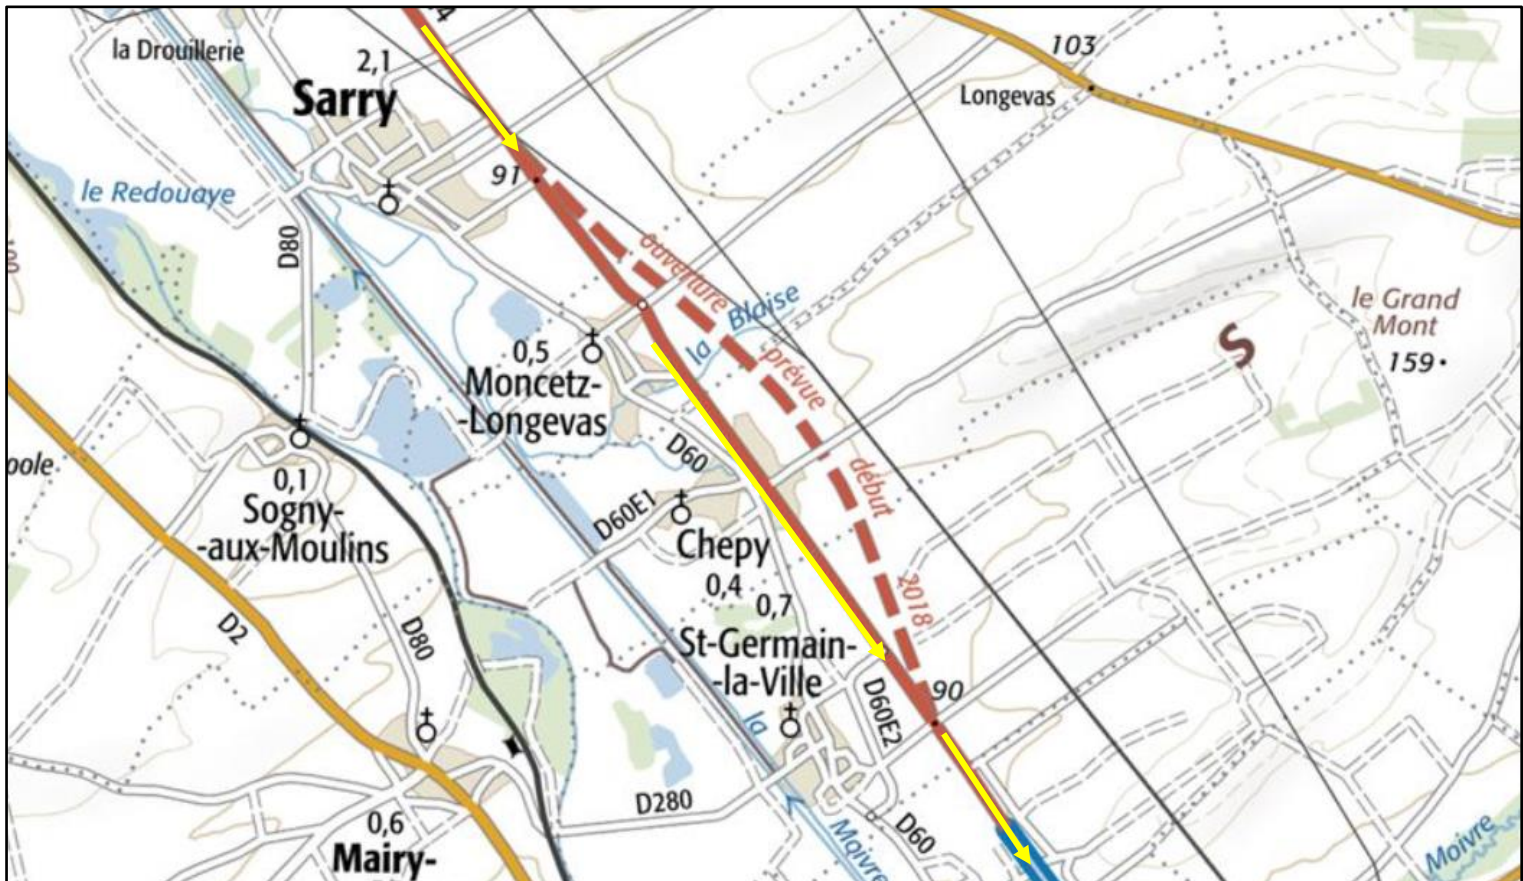 la Drouillerie
2,1
Sarry
4
103
Longevas
91
le Redouaye
D80
ouverture
la Blaise
prévue
début
2018
le Grand
Mont
159
S
0,5
Moncetz-
-Longevas
D60
oole
0,1
Sogny-
-aux-Moulins
D60E1
Chepy
0,4
0,7
St-Germain-
-la-Ville
D2
D80
90
D60E2
la
Moivre
D280
D60
0,6
Mairy-
Moivre